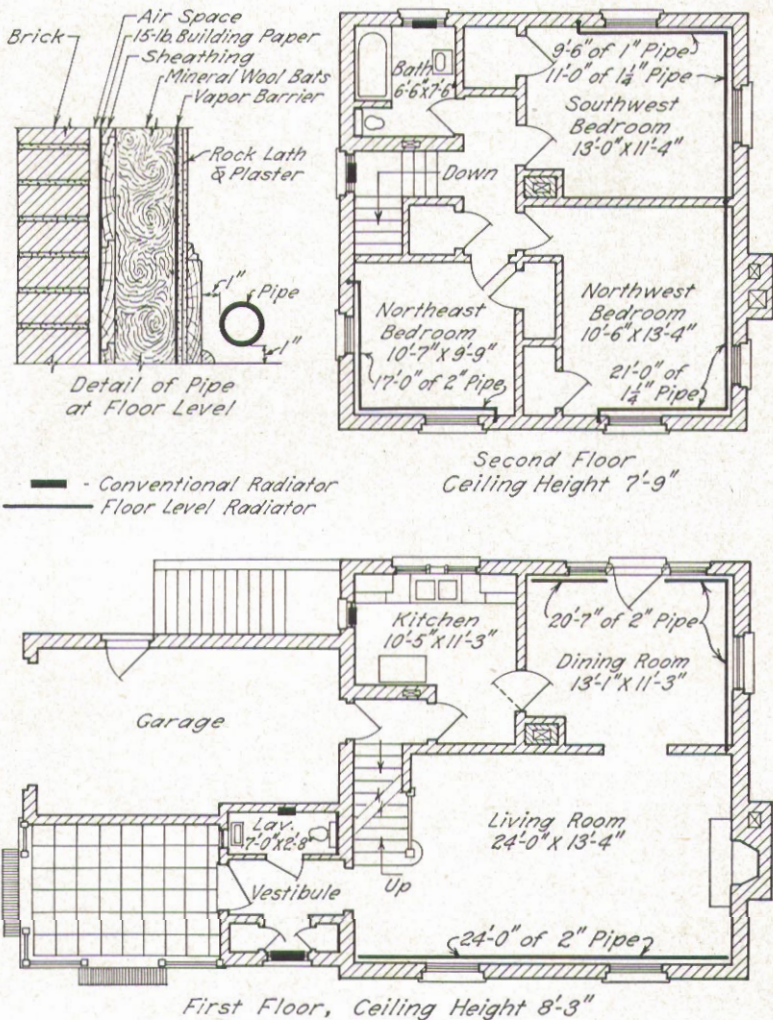 Air Space
Brick
15-lb. Building Paper
Sheathing
Mineral Wool Bats
Vapor Barrier
Rock Lath
& Plaster
1"
Pipe
1"
Detail of Pipe
at Floor Level
Conventional Radiator
Floor Level Radiator
Bath
6'-6"X7'-6"
9'-6" of 1" Pipe
11'-0" of 1¼" Pipe
Southwest
Bedroom
13'-0"X11'-4"
Down
Northeast
Bedroom
10'-7"X9'-9"
17'-0" of 2" Pipe
Northwest
Bedroom
10'-6"X13'-4"
21'-0" of
1¼" Pipe
Second Floor
Ceiling Height 7'-9"
Kitchen
10'-5"X11'-3"
20'-7" of 2" Pipe
Dining Room
13'-1"X11'-3"
Garage
Lav.
7'-0"X2'-8"
Vestibule
Up
Living Room
24'-0"X13'-4"
24'-0" of 2" Pipe
First Floor, Ceiling Height 8'-3"